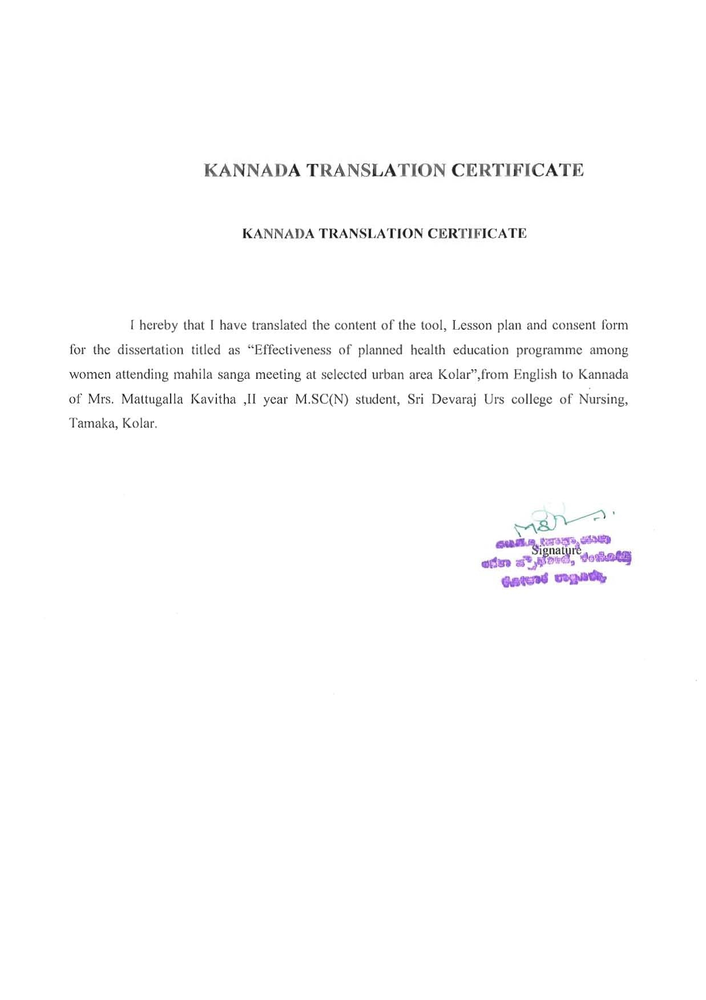 KANNADA TRANSLATION CERTIFICATE
KANNADA TRANSLATION CERTIFICATE
I hereby that I have translated the content of the tool, Lesson plan and consent form
for the dissertation titled as “Effectiveness of planned health education programme among
women attending mahila sanga meeting at selected urban area Kolar”,from English to Kannada
of Mrs. Mattugalla Kavitha ,II year M.SC(N) student, Sri Devaraj Urs college of Nursing,
Tamaka, Kolar.
Signature